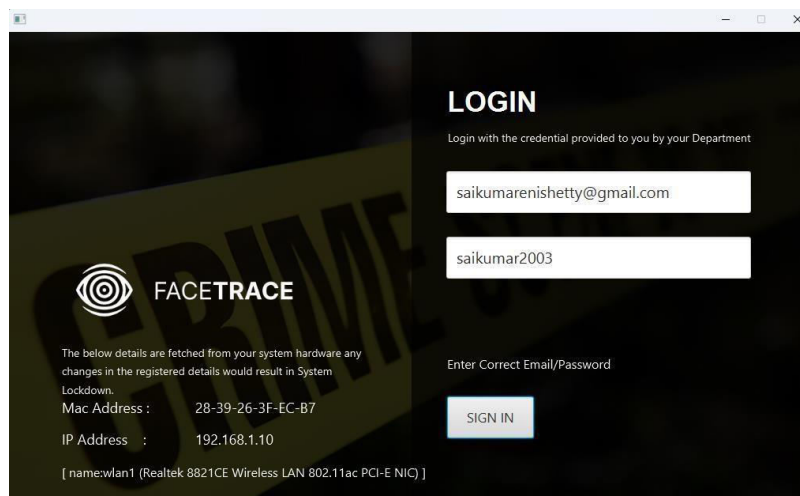 LOGIN
Login with the credential provided to you by your Department
saikumarenishetty@gmail.com
saikumar2003
Enter Correct Email/Password
SIGN IN
CRIME
FACETRACE
The below details are fetched from your system hardware any
changes in the registered details would result in System
Lockdown.
Mac Address : 28-39-26-3F-EC-B7
IP Address : 192.168.1.10
[ name:wlan1 (Realtek 8821CE Wireless LAN 802.11ac PCI-E NIC) ]